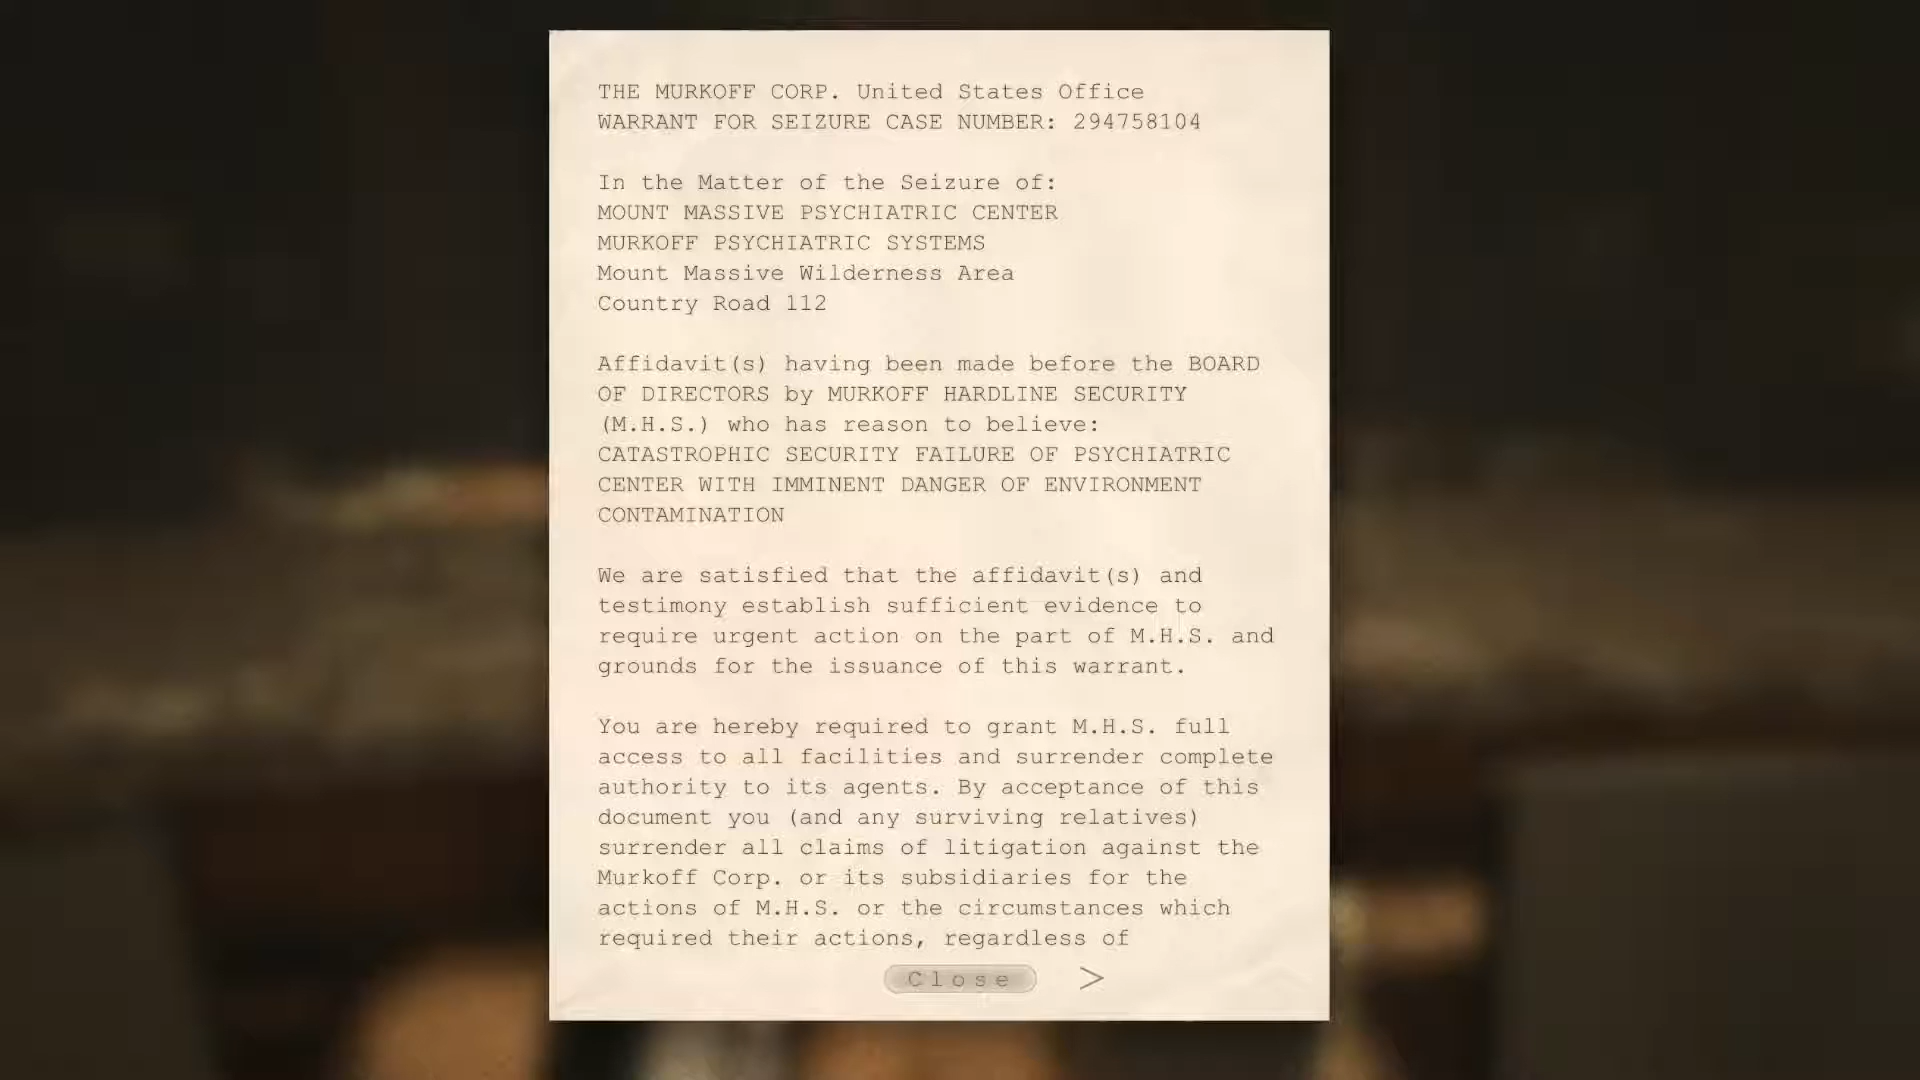 THE MURKOFF CORP. United States Office
WARRANT FOR SEIZURE CASE NUMBER: 294758104
In the Matter of the Seizure of:
MOUNT MASSIVE PSYCHIATRIC CENTER
MURKOFF PSYCHIATRIC SYSTEMS
Mount Massive Wilderness Area
Country Road 112
Affidavit(s) having been made before the BOARD
OF DIRECTORS by MURKOFF HARDLINE SECURITY
(M.H.S.) who has reason to believe:
CATASTROPHIC SECURITY FAILURE OF PSYCHIATRIC
CENTER WITH IMMINENT DANGER OF ENVIRONMENT
CONTAMINATION
We are satisfied that the affidavit(s) and
testimony establish sufficient evidence to
require urgent action on the part of M.H.S. and
grounds for the issuance of this warrant.
You are hereby required to grant M.H.S. full
access to all facilities and surrender complete
authority to its agents. By acceptance of this
document you (and any surviving relatives)
surrender all claims of litigation against the
Murkoff Corp. or its subsidiaries for the
actions of M.H.S. or the circumstances which
required their actions, regardless of
Close >